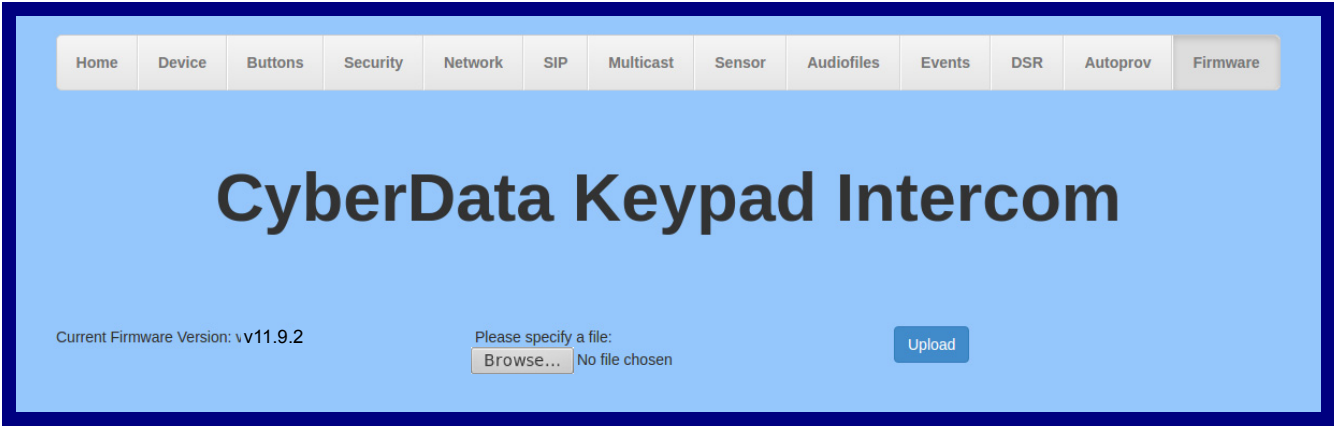 Home Device Buttons Security Network SIP Multicast Sensor Audiofiles Events DSR Autoprov Firmware
CyberData Keypad Intercom
Current Firmware Version: vv11.9.2
Please specify a file:
Browse... No file chosen
Upload